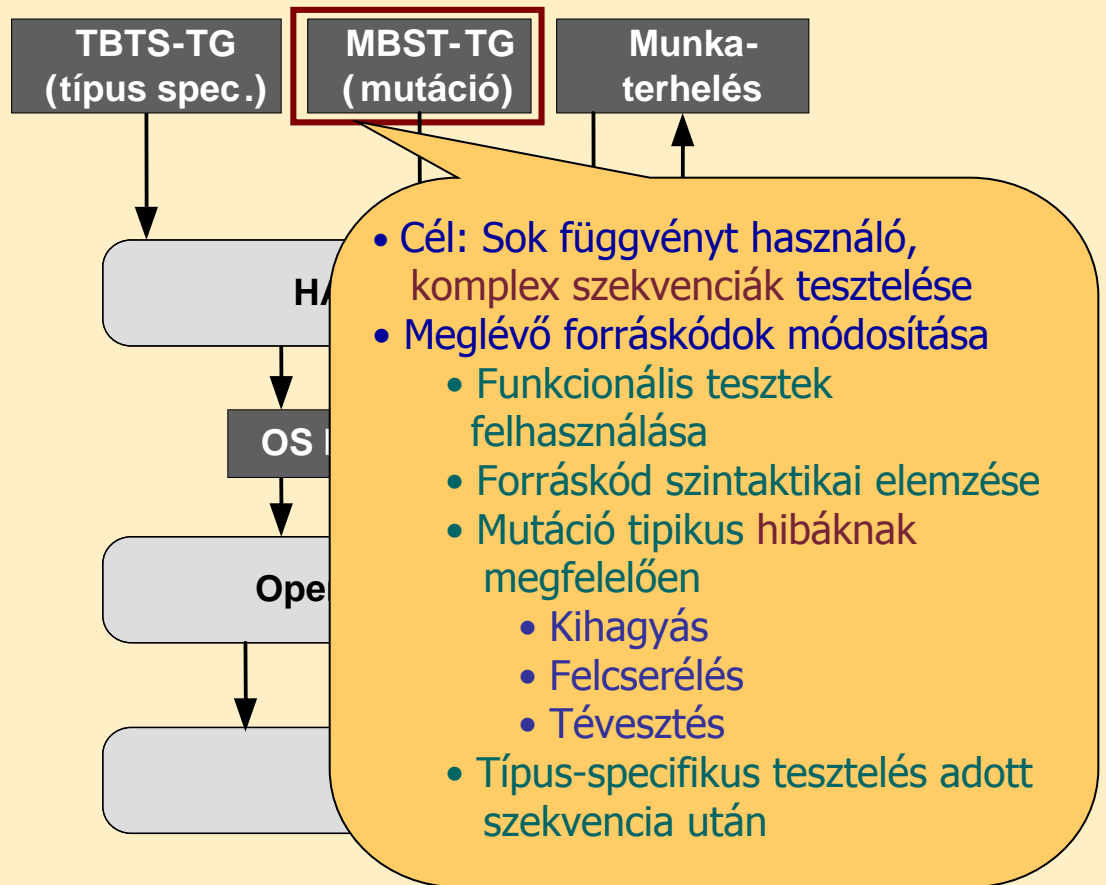 TBTS-TG
(típus spec.)
MBST-TG
(mutáció)
Munka-
terhelés
• Cél: Sok függvényt használó,
komplex szekvenciák tesztelése
• Meglévő forráskódok módosítása
• Funkcionális tesztek
felhasználása
• Forráskód szintaktikai elemzése
• Mutáció tipikus hibáknak
megfelelően
• Kihagyás
• Felcserélés
• Tévesztés
• Típus-specifikus tesztelés adott
szekvencia után
OS